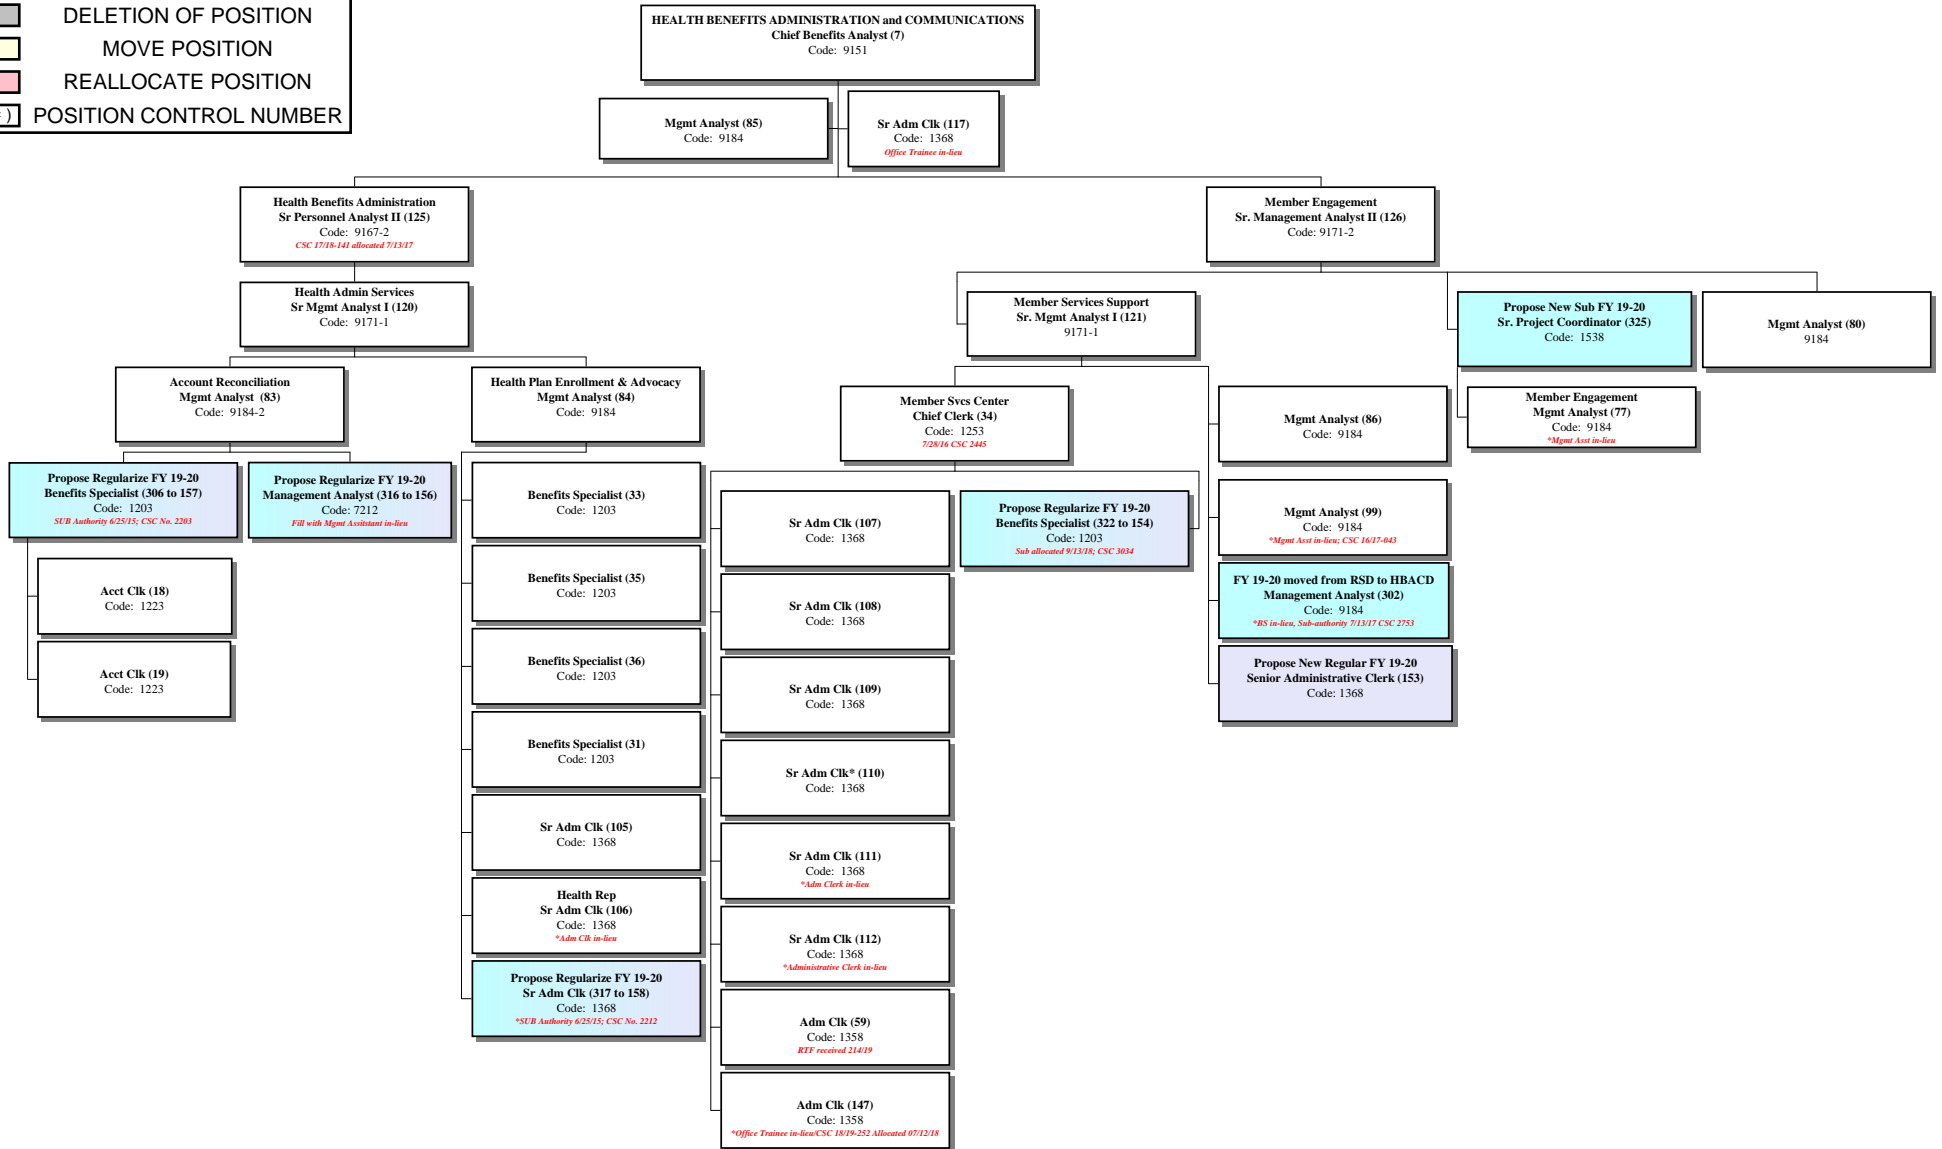 DELETION OF POSITION
MOVE POSITION
REALLOCATE POSITION
) POSITION CONTROL NUMBER
HEALTH BENEFITS ADMINISTRATION and COMMUNICATIONS
Chief Benefits Analyst (7)
Code: 9151
Mgmt Analyst (85)
Code: 9184
Sr Adm Clk (117)
Code: 1368
Office Trainee in-lieu
Health Benefits Administration
Sr Personnel Analyst II (125)
Code: 9167-2
CSC 17/18-141 allocated 7/13/17
Member Engagement
Sr. Management Analyst II (126)
Code: 9171-2
Health Admin Services
Sr Mgmt Analyst I (120)
Code: 9171-1
Member Services Support
Sr. Mgmt Analyst I (121)
9171-1
Propose New Sub FY 19-20
Sr. Project Coordinator (325)
Code: 1538
Mgmt Analyst (80)
9184
Account Reconciliation
Mgmt Analyst (83)
Code: 9184-2
Health Plan Enrollment & Advocacy
Mgmt Analyst (84)
Code: 9184
Member Svcs Center
Chief Clerk (34)
Code: 1253
7/28/16 CSC 2445
Mgmt Analyst (86)
Code: 9184
Member Engagement
Mgmt Analyst (77)
Code: 9184
*Mgmt Asst in-lieu
Propose Regularize FY 19-20
Benefits Specialist (306 to 157)
Code: 1203
SUB Authority 6/25/15; CSC No. 2203
Propose Regularize FY 19-20
Management Analyst (316 to 156)
Code: 7212
Fill with Mgmt Assitstant in-lieu
Acct Clk (18)
Code: 1223
Acct Clk (19)
Code: 1223
Benefits Specialist (33)
Code: 1203
Benefits Specialist (35)
Code: 1203
Benefits Specialist (36)
Code: 1203
Benefits Specialist (31)
Code: 1203
Sr Adm Clk (105)
Code: 1368
Health Rep
Sr Adm Clk (106)
Code: 1368
*Adm Clk in-lieu
Propose Regularize FY 19-20
Sr Adm Clk (317 to 158)
Code: 1368
*SUB Authority 6/25/15; CSC No. 2212
Sr Adm Clk (107)
Code: 1368
Sr Adm Clk (108)
Code: 1368
Sr Adm Clk (109)
Code: 1368
Sr Adm Clk* (110)
Code: 1368
Sr Adm Clk (111)
Code: 1368
*Adm Clerk in-lieu
Sr Adm Clk (112)
Code: 1368
*Administrative Clerk in-lieu
Adm Clk (59)
Code: 1358
RTF received 214/19
Adm Clk (147)
Code: 1358
*Office Trainee in-lieu/CSC 18/19-252 Allocated 07/12/18
Propose Regularize FY 19-20
Benefits Specialist (322 to 154)
Code: 1203
Sub allocated 9/13/18; CSC 3034
Mgmt Analyst (99)
Code: 9184
*Mgmt Asst in-lieu; CSC 16/17-043
FY 19-20 moved from RSD to HBACD
Management Analyst (302)
Code: 9184
*BS in-lieu, Sub-authority 7/13/17 CSC 2753
Propose New Regular FY 19-20
Senior Administrative Clerk (153)
Code: 1368